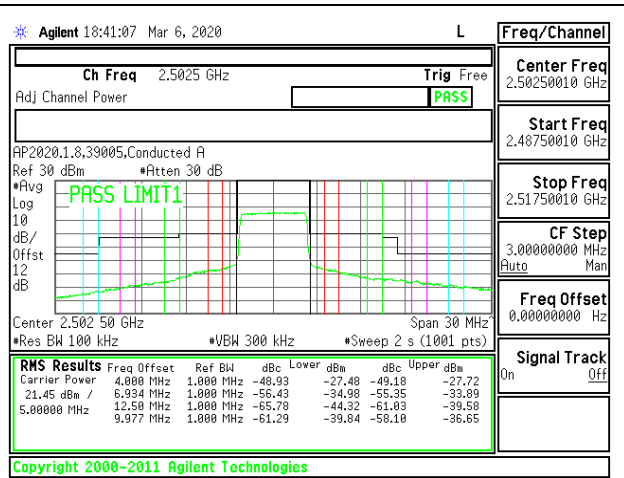 Agilent 18:41:07 Mar 6, 2020 L
Freq/Channel
Ch Freq 2.5025 GHz Trig Free
Adj Channel Power PASS
Center Freq
2.50250010 GHz
Start Freq
2.48750010 GHz
AP2020.1.8,39005,Conducted A
Ref 30 dBm #Atten 30 dB
#Avg
Log
10
dB/
Offst
12
dB
PASS LIMIT1
Stop Freq
2.51750010 GHz
CF Step
3.00000000 MHz
Auto Man
Freq Offset
0.00000000 Hz
Center 2.502 50 GHz Span 30 MHz^
#Res BW 100 kHz #VBW 300 kHz #Sweep 2 s (1001 pts)
Signal Track
On Off
RMS Results Freq Offset Ref BW dBc Lower dBm dBc Upper dBm
Carrier Power 4.000 MHz 1.000 MHz -48.93 -27.48 -49.18 -27.72
21.45 dBm / 6.934 MHz 1.000 MHz -56.43 -34.98 -55.35 -33.89
5.00000 MHz 12.50 MHz 1.000 MHz -65.78 -44.32 -61.03 -39.58
9.977 MHz 1.000 MHz -61.29 -39.84 -58.10 -36.65
Copyright 2000-2011 Agilent Technologies